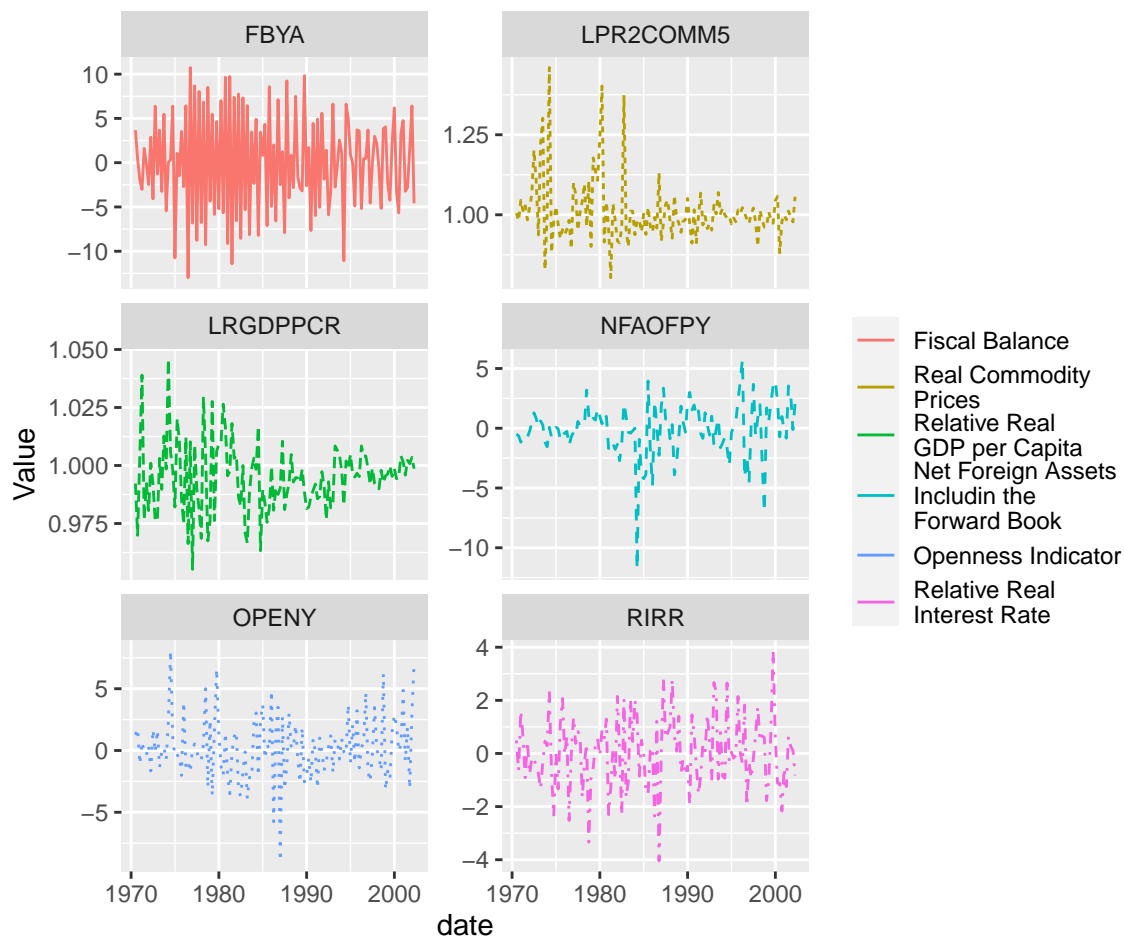 FBYA
LPR2COMM5
10
5
0
−5
−10
1.25
1.00
LRGDPPCR
NFAOFPY
1.050
1.025
1.000
0.975
5
0
−5
−10
OPENY
RIRR
5
0
−5
4
2
0
−2
−4
1970
1980
1990
2000
1970
1980
1990
2000
date
Value
Fiscal Balance
Real Commodity
Prices
Relative Real
GDP per Capita
Net Foreign Assets
Includin the
Forward Book
Openness Indicator
Relative Real
Interest Rate